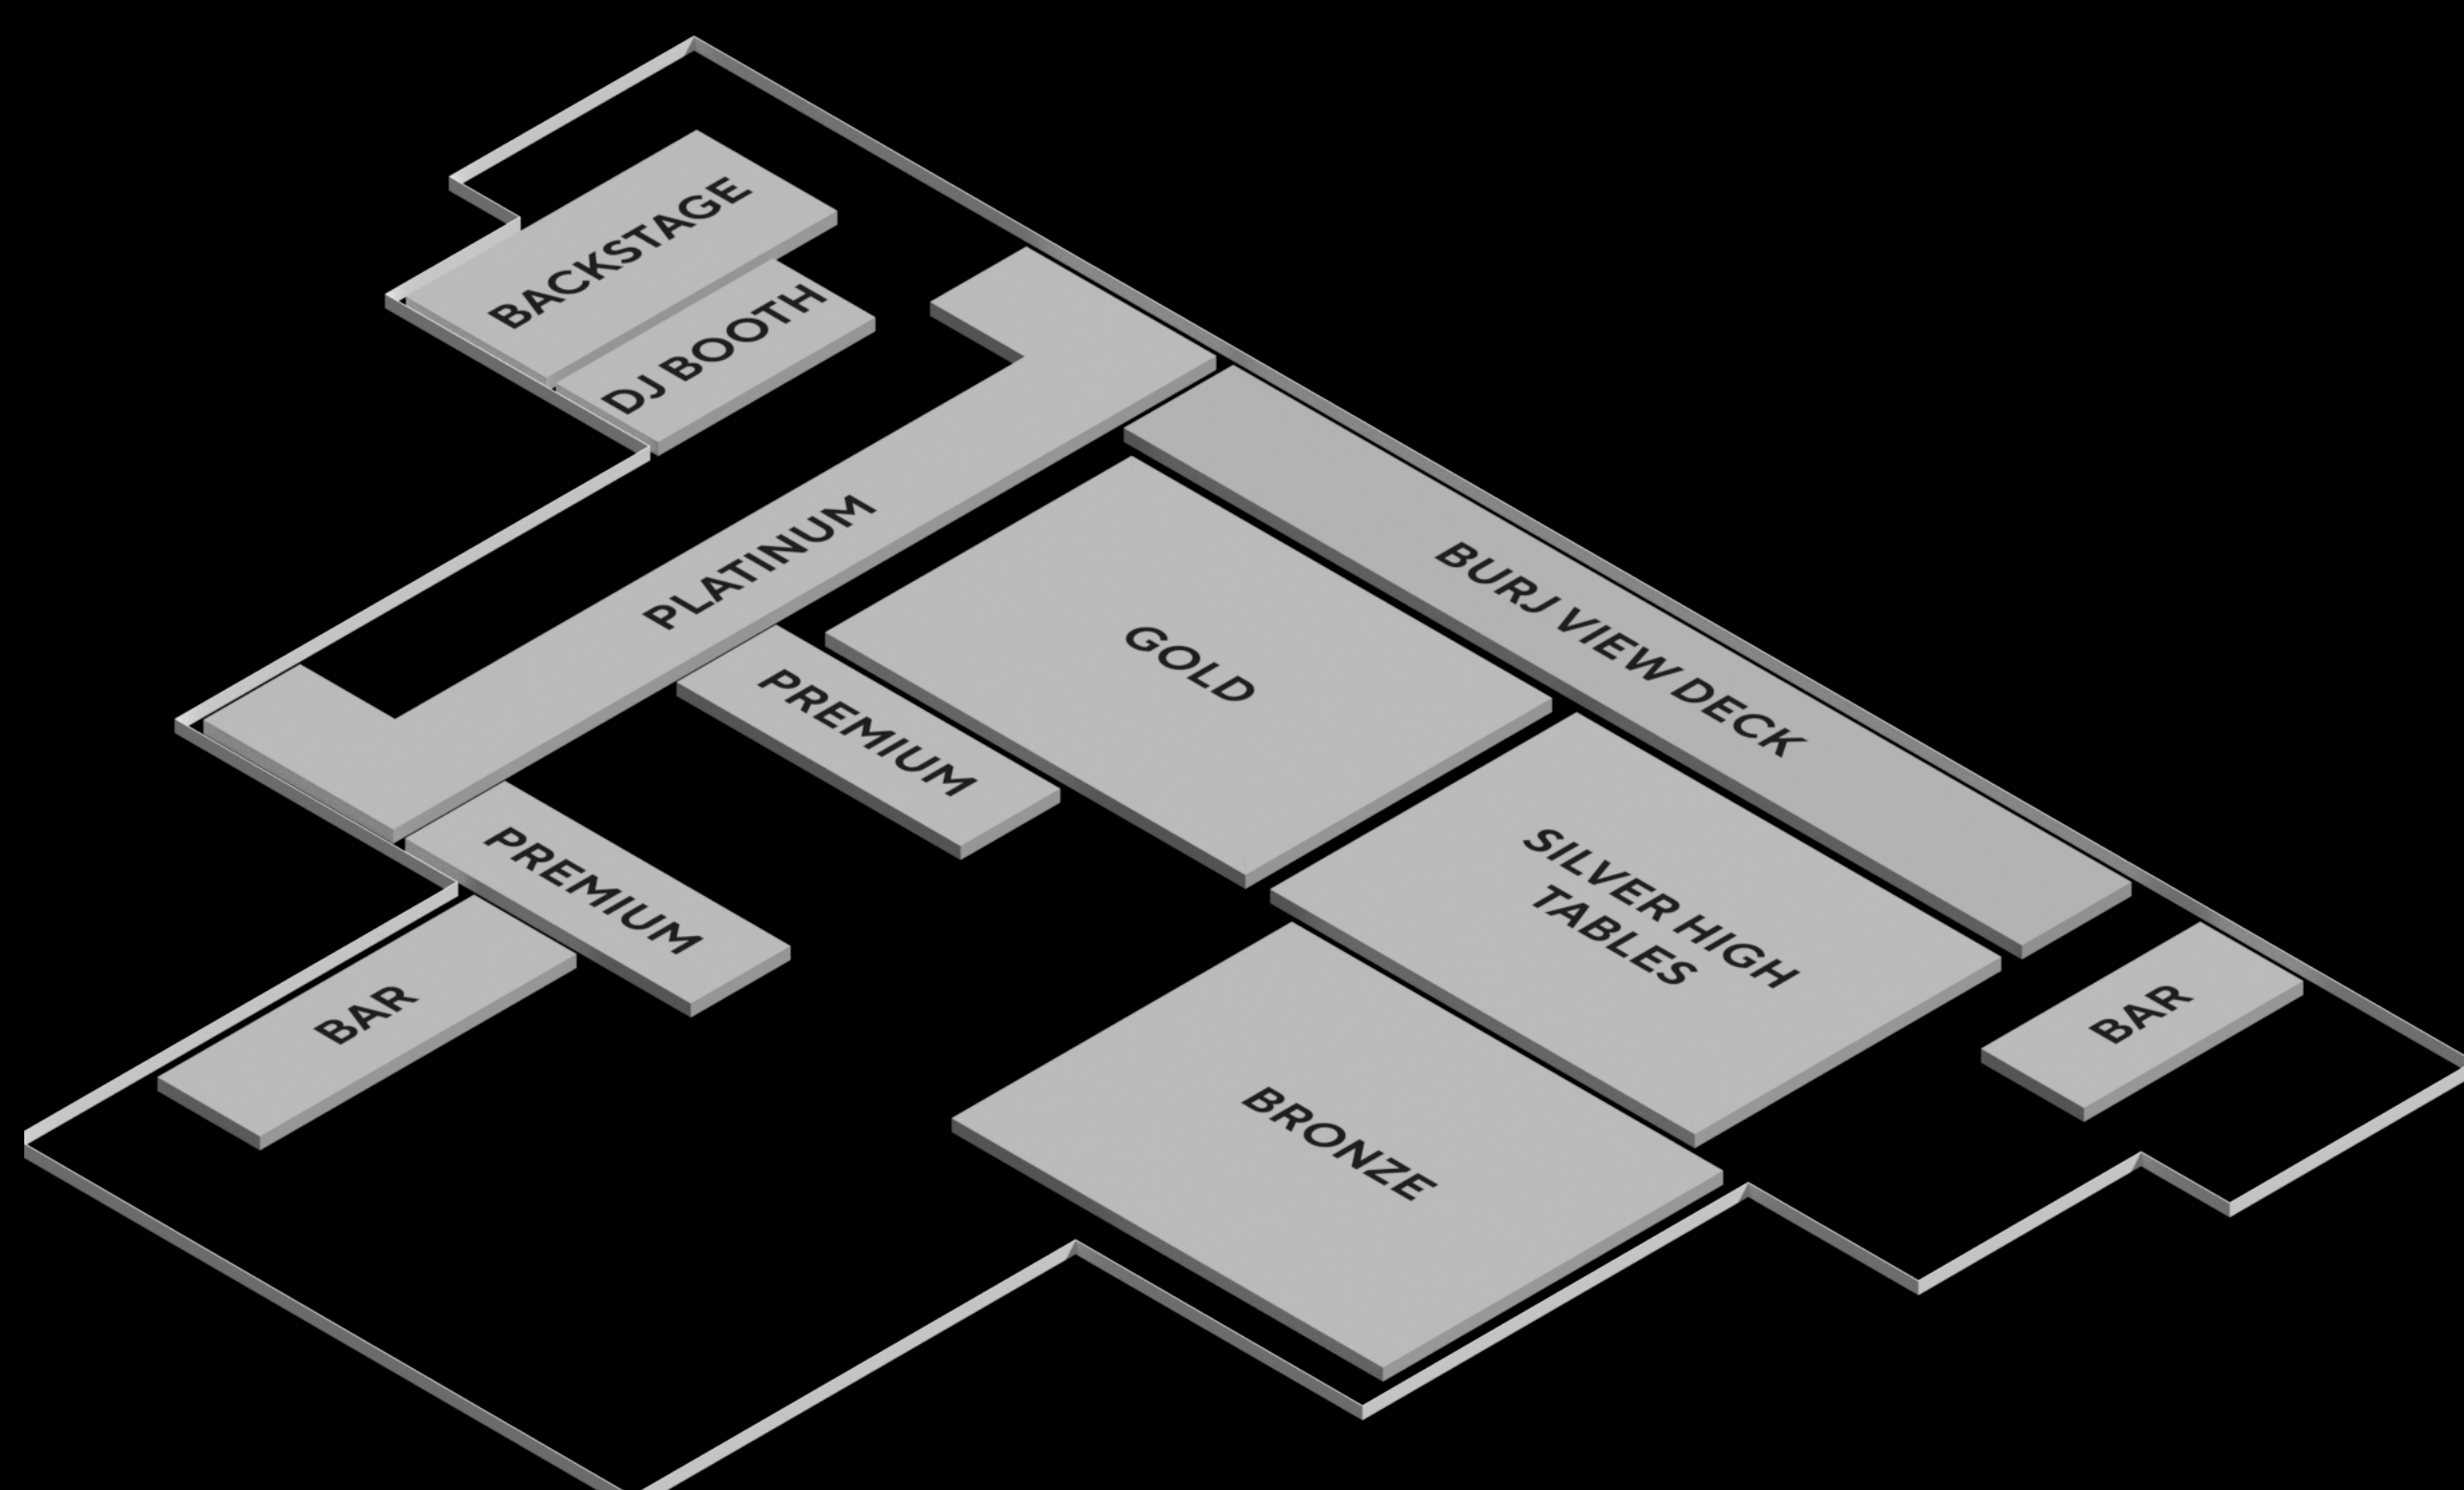 BACKSTAGE
DJ BOOTH
PLATINUM
BURJ VIEW DECK
GOLD
PREMIUM
PREMIUM
SILVER HIGH
TABLES
BAR
BAR
BRONZE